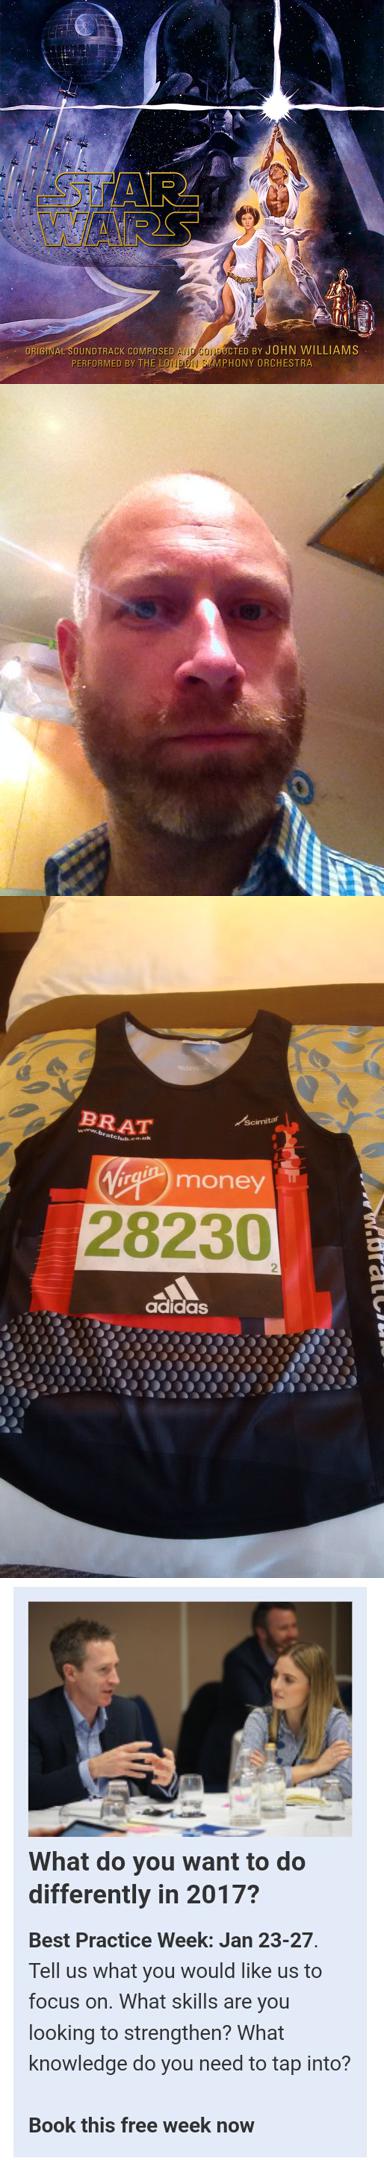 STAR
WARS
ORIGINAL SOUNDTRACK COMPOSED AND CONDUCTED BY JOHN WILLIAMS
PERFORMED BY THE LONDON SYMPHONY ORCHESTRA
BRAT
www.bratclub.co.uk
Scimitar
Virgin money
28230
2
adidas
What do you want to do
differently in 2017?
Best Practice Week: Jan 23-27.
Tell us what you would like us to
focus on. What skills are you
looking to strengthen? What
knowledge do you need to tap into?
Book this free week now